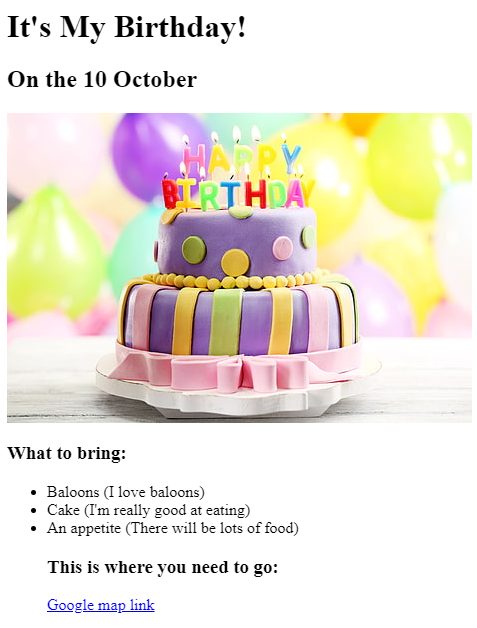 It's My Birthday!
On the 10 October
HAPPY
BIRTHDAY
What to bring:
Baloons (I love baloons)
Cake (I'm really good at eating)
An appetite (There will be lots of food)
This is where you need to go:
Google map link